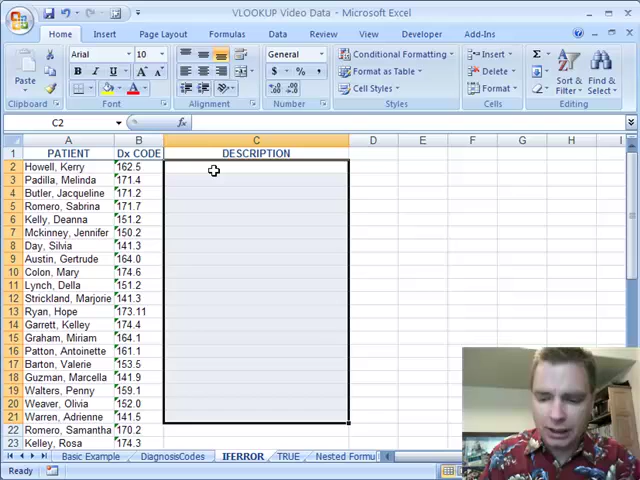 VLOOKUP Video Data - Microsoft Excel
Home Insert Page Layout Formulas Data Review View Developer Add-Ins
Paste
Clipboard
Arial 10
B I U A A
A
Font
Alignment
General
$ % ,
Number
Conditional Formatting
Format as Table
Cell Styles
Styles
Insert
Delete
Format
Cells
Σ
Sort & Filter
Find & Select
Editing
C2 fx
A B C D E F G H I
1 PATIENT Dx CODE DESCRIPTION
2 Howell, Kerry 162.5
3 Padilla, Melinda 171.4
4 Butler, Jacqueline 171.2
5 Romero, Sabrina 171.7
6 Kelly, Deanna 151.2
7 Mckinney, Jennifer 150.2
8 Day, Silvia 141.3
9 Austin, Gertrude 164.0
10 Colon, Mary 174.6
11 Lynch, Della 151.2
12 Strickland, Marjorie 141.3
13 Ryan, Hope 173.11
14 Garrett, Kelley 174.4
15 Graham, Miriam 164.1
16 Patton, Antoinette 161.1
17 Barton, Valerie 153.5
18 Guzman, Marcella 141.9
19 Walters, Penny 159.1
20 Weaver, Olivia 152.0
21 Warren, Adrienne 141.5
22 Romero, Samantha 170.2
23 Kelley, Rosa 174.3
Basic Example DiagnosisCodes IFERROR TRUE Nested Formu
Ready